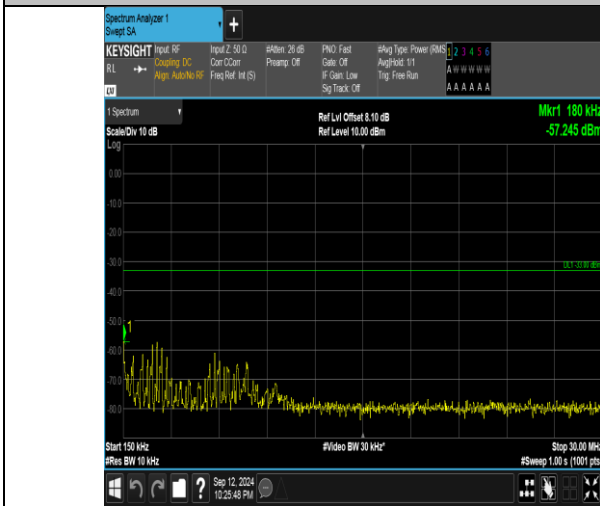 Spectrum Analyzer 1
Swept SA
+
KEYSIGHT
RL
Input: RF
Coupling: DC
Align: Auto/No RF
Input Z: 50 Ω
Corr CCorr
Freq Ref: Int (S)
#Atten: 26 dB
Preamp: Off
PNO: Fast
Gate: Off
IF Gain: Low
Sig Track: Off
#Avg Type: Power (RMS
Avg|Hold: 1/1
Trig: Free Run
1 2 3 4 5 6
A W W W W W
A A A A A A
1 Spectrum
Scale/Div 10 dB
Log
Ref Lvl Offset 8.10 dB
Ref Level 10.00 dBm
Mkr1 180 kHz
-57.245 dBm
0.00
-10.0
-20.0
-30.0
-40.0
-50.0
-60.0
-70.0
-80.0
DL1 -33.00 dBm
1
Start 150 kHz
#Res BW 10 kHz
#Video BW 30 kHz*
Stop 30.00 MHz
#Sweep 1.00 s (1001 pts
?
Sep 12, 2024
10:25:48 PM